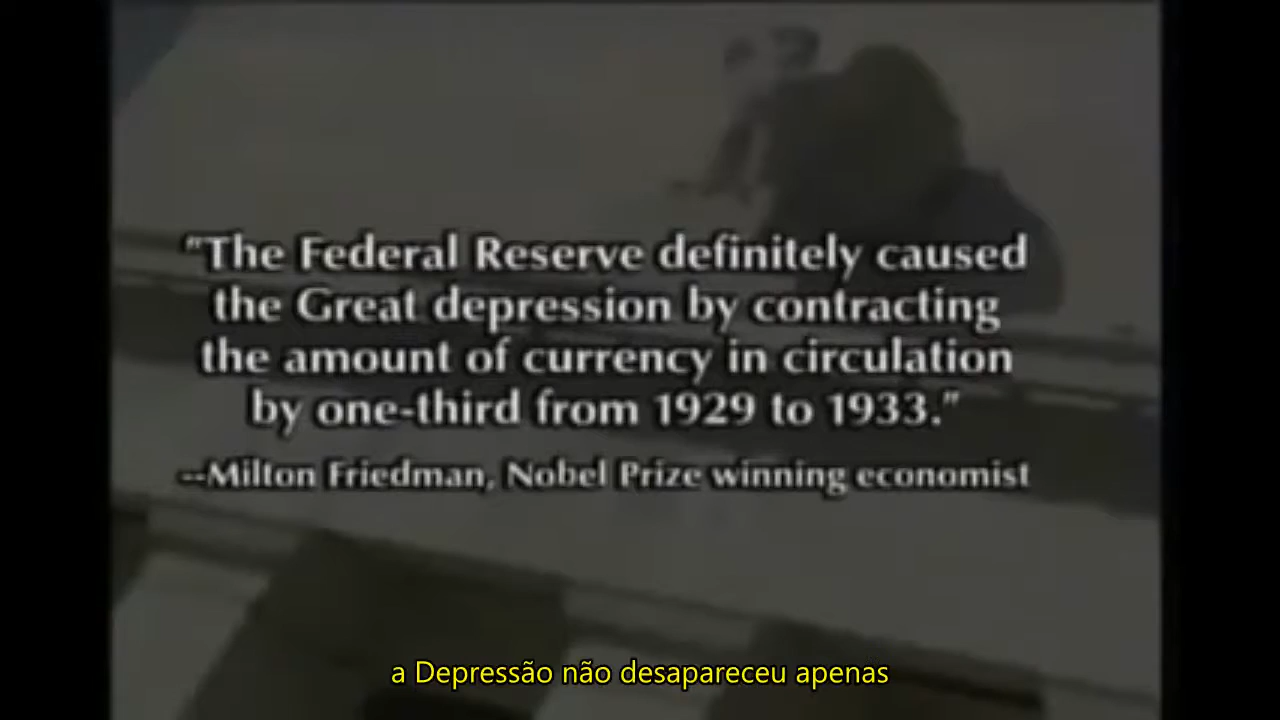 "The Federal Reserve definitely caused
the Great depression by contracting
the amount of currency in circulation
by one-third from 1929 to 1933."
--Milton Friedman, Nobel Prize winning economist
a Depressão não desapareceu apenas